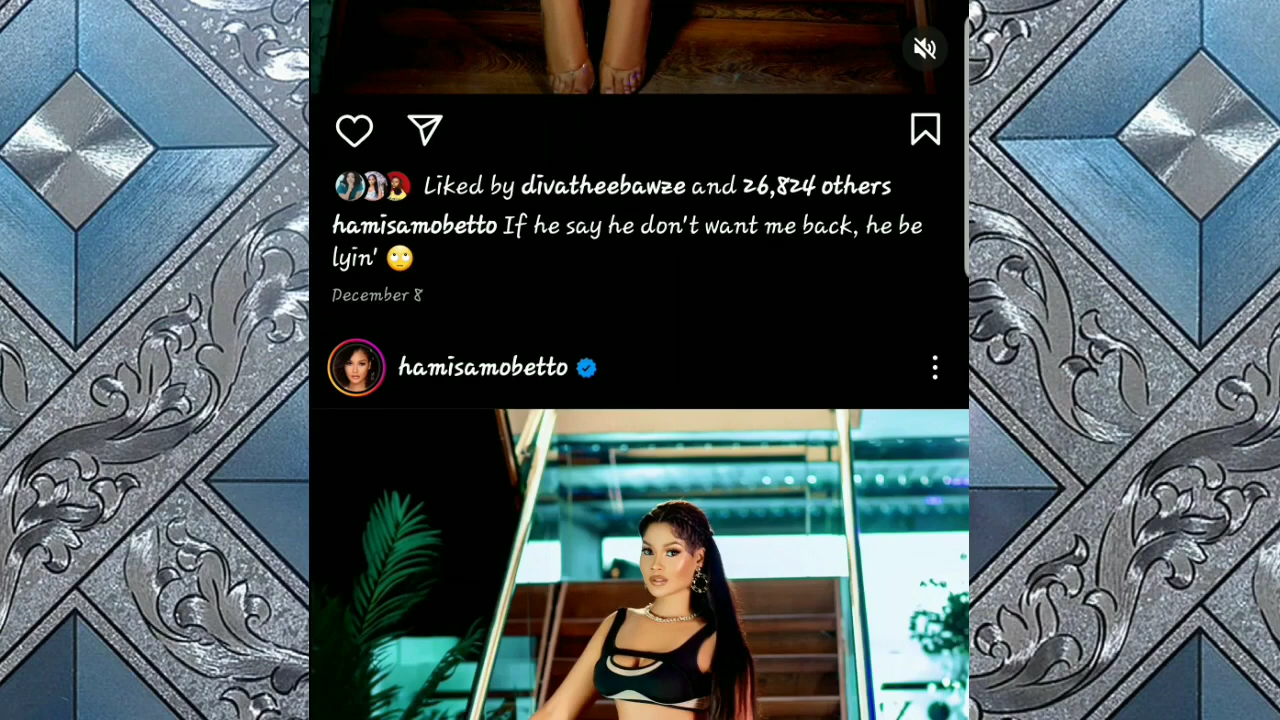 Liked by divatheebawze and 26,824 others
hamisamobetto If he say he don't want me back, he be
lyin' 🙄
December 8
hamisamobetto